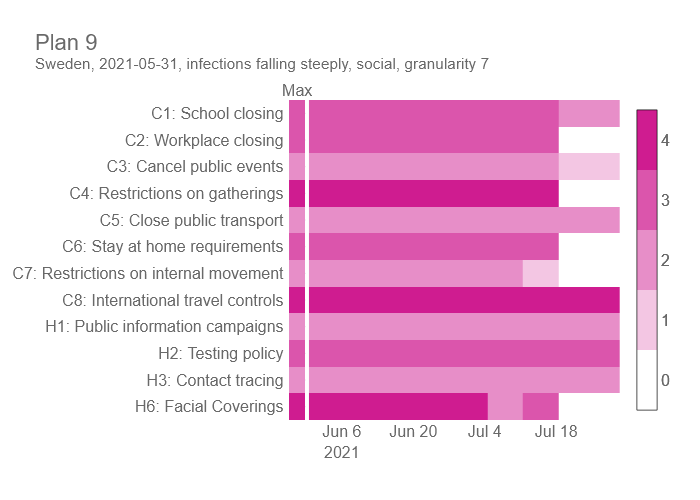 Plan 9
Sweden, 2021-05-31, infections falling steeply, social, granularity 7
Max
C1: School closing
C2: Workplace closing
C3: Cancel public events
C4: Restrictions on gatherings
C5: Close public transport
C6: Stay at home requirements
C7: Restrictions on internal movement
C8: International travel controls
H1: Public information campaigns
H2: Testing policy
H3: Contact tracing
H6: Facial Coverings
4
3
2
1
0
Jun 6 Jun 20 Jul 4 Jul 18
2021